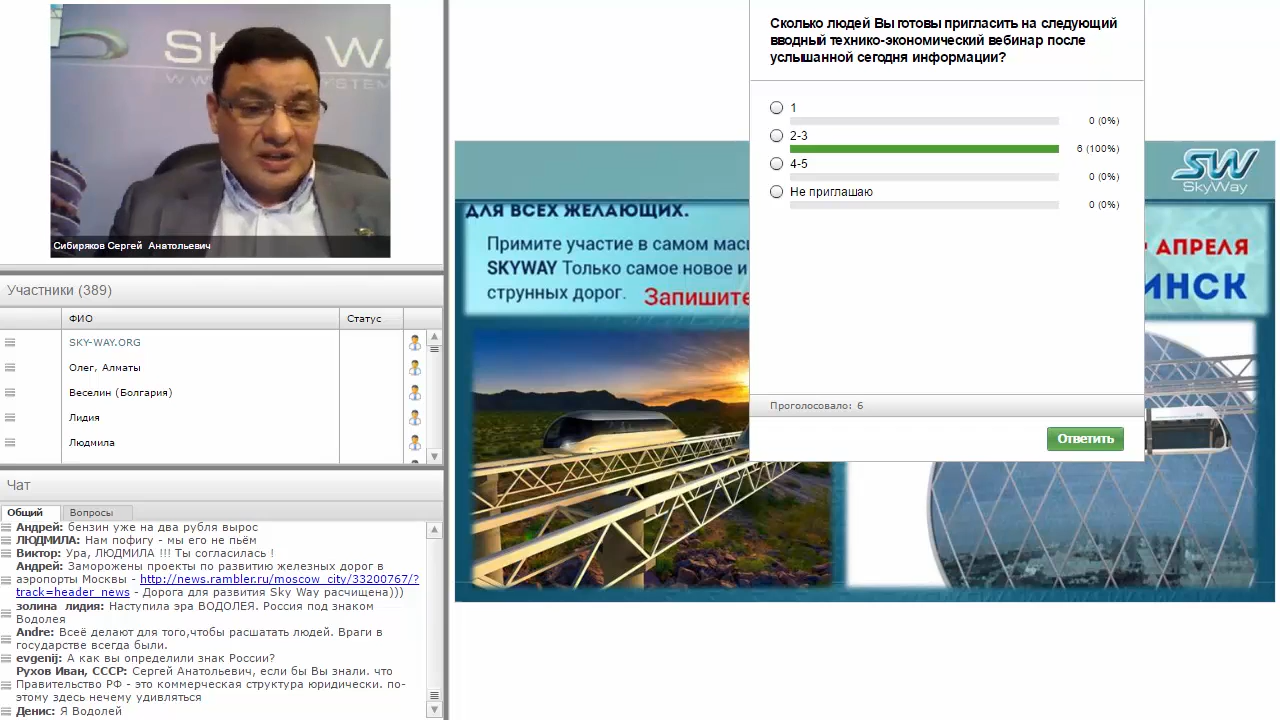 SKY WA
Сибиряков Сергей Анатольевич
Участники (389)
ФИО
Статус
SKY-WAY.ORG
Олег, Алматы
Веселин (Болгария)
Лидия
Людмила
Чат
Общий
Вопросы
Андрей: бензин уже на два рубля вырос
ЛЮДМИЛА: Нам пофигу - мы его не пьём
Виктор: Ура, ЛЮДМИЛА !!! Ты согласилась !
Андрей: Заморожены проекты по развитию железных дорог в
аэропорты Москвы - http://news.rambler.ru/moscow_city/33200767/?
track=header_news - Дорога для развития Sky Way расчищена)))
золина лидия: Наступила эра ВОДОЛЕЯ. Россия под знаком
Водолея
Andre: Всеё делают для того,чтобы расшатать людей. Враги в
государстве всегда были.
evgenij: А как вы определили знак России?
Рухов Иван, СССР: Сергей Анатольевич, если бы Вы знали. что
Правительство РФ - это коммерческая структура юридически. по-
этому здесь нечему удивляться
Денис: Я Водолей
Сколько людей Вы готовы пригласить на следующий
вводный технико-экономический вебинар после
услышанной сегодня информации?
1
0 (0%)
2-3
6 (100%)
4-5
0 (0%)
Не приглашаю
0 (0%)
Проголосовало: 6
Ответить
SW
SkyWay
ДЛЯ ВСЕХ ЖЕЛАЮЩИХ.
Примите участие в самом масш
SKYWAY Только самое новое и
струнных дорог. Запишите
АПРЕЛЯ
ИНСК